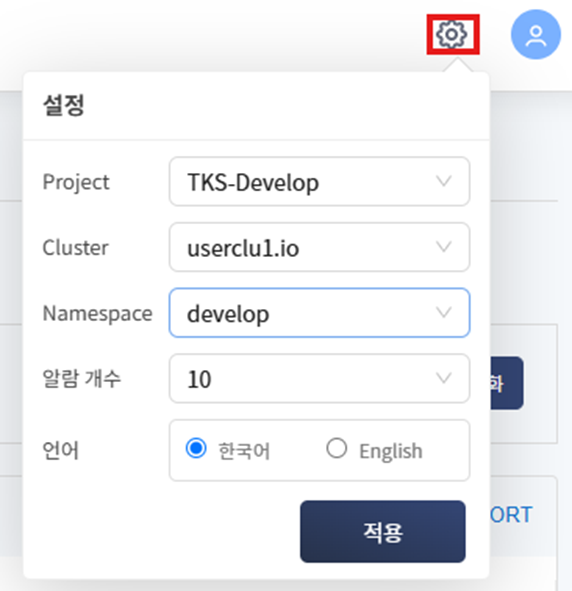 설정
Project TKS-Develop
Cluster userclu1.io
Namespace develop
알람 개수 10
화
언어 한국어 English
ORT
적용